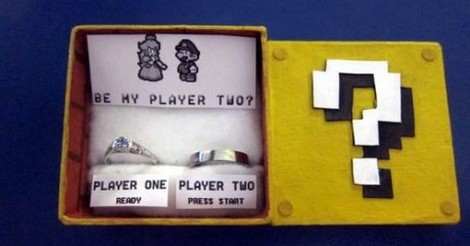 BE MY PLAYER TWO?
PLAYER ONE
READY
PLAYER TWO
PRESS START
?